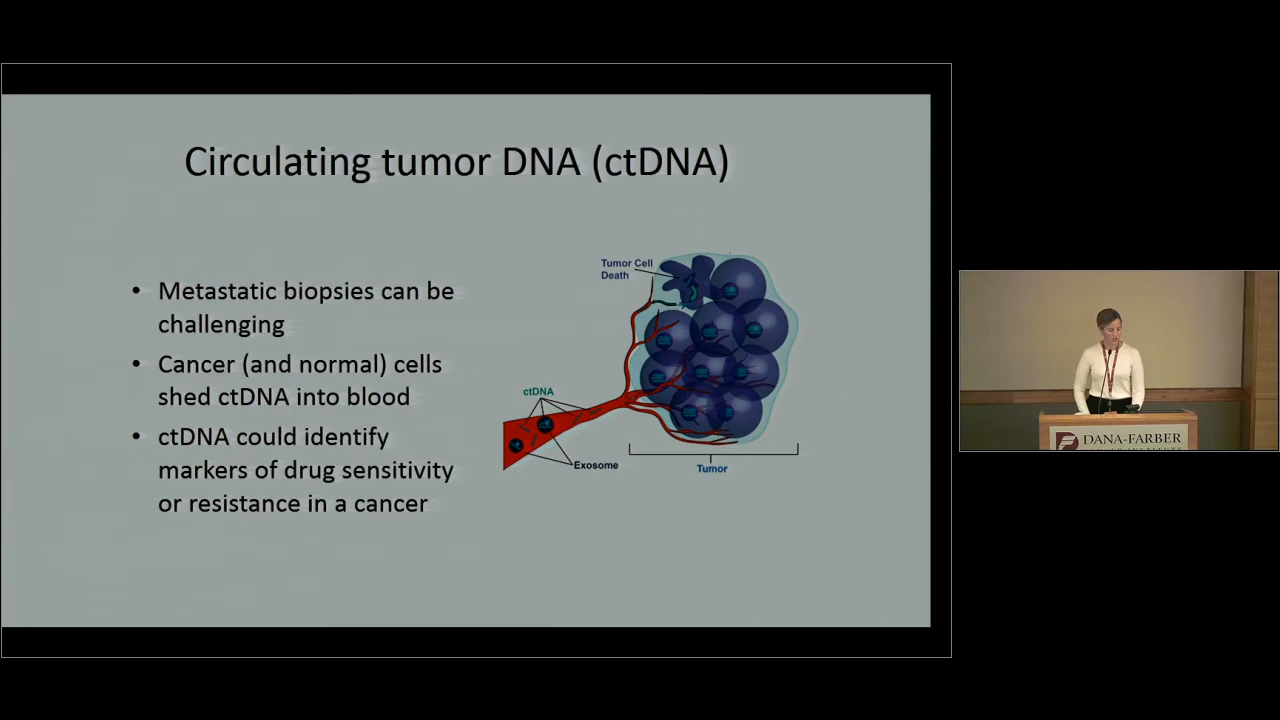 Circulating tumor DNA (ctDNA)
• Metastatic biopsies can be
challenging
• Cancer (and normal) cells
shed ctDNA into blood
• ctDNA could identify
markers of drug sensitivity
or resistance in a cancer
Tumor Cell
Death
ctDNA
Exosome
Tumor
DANA-FARBER